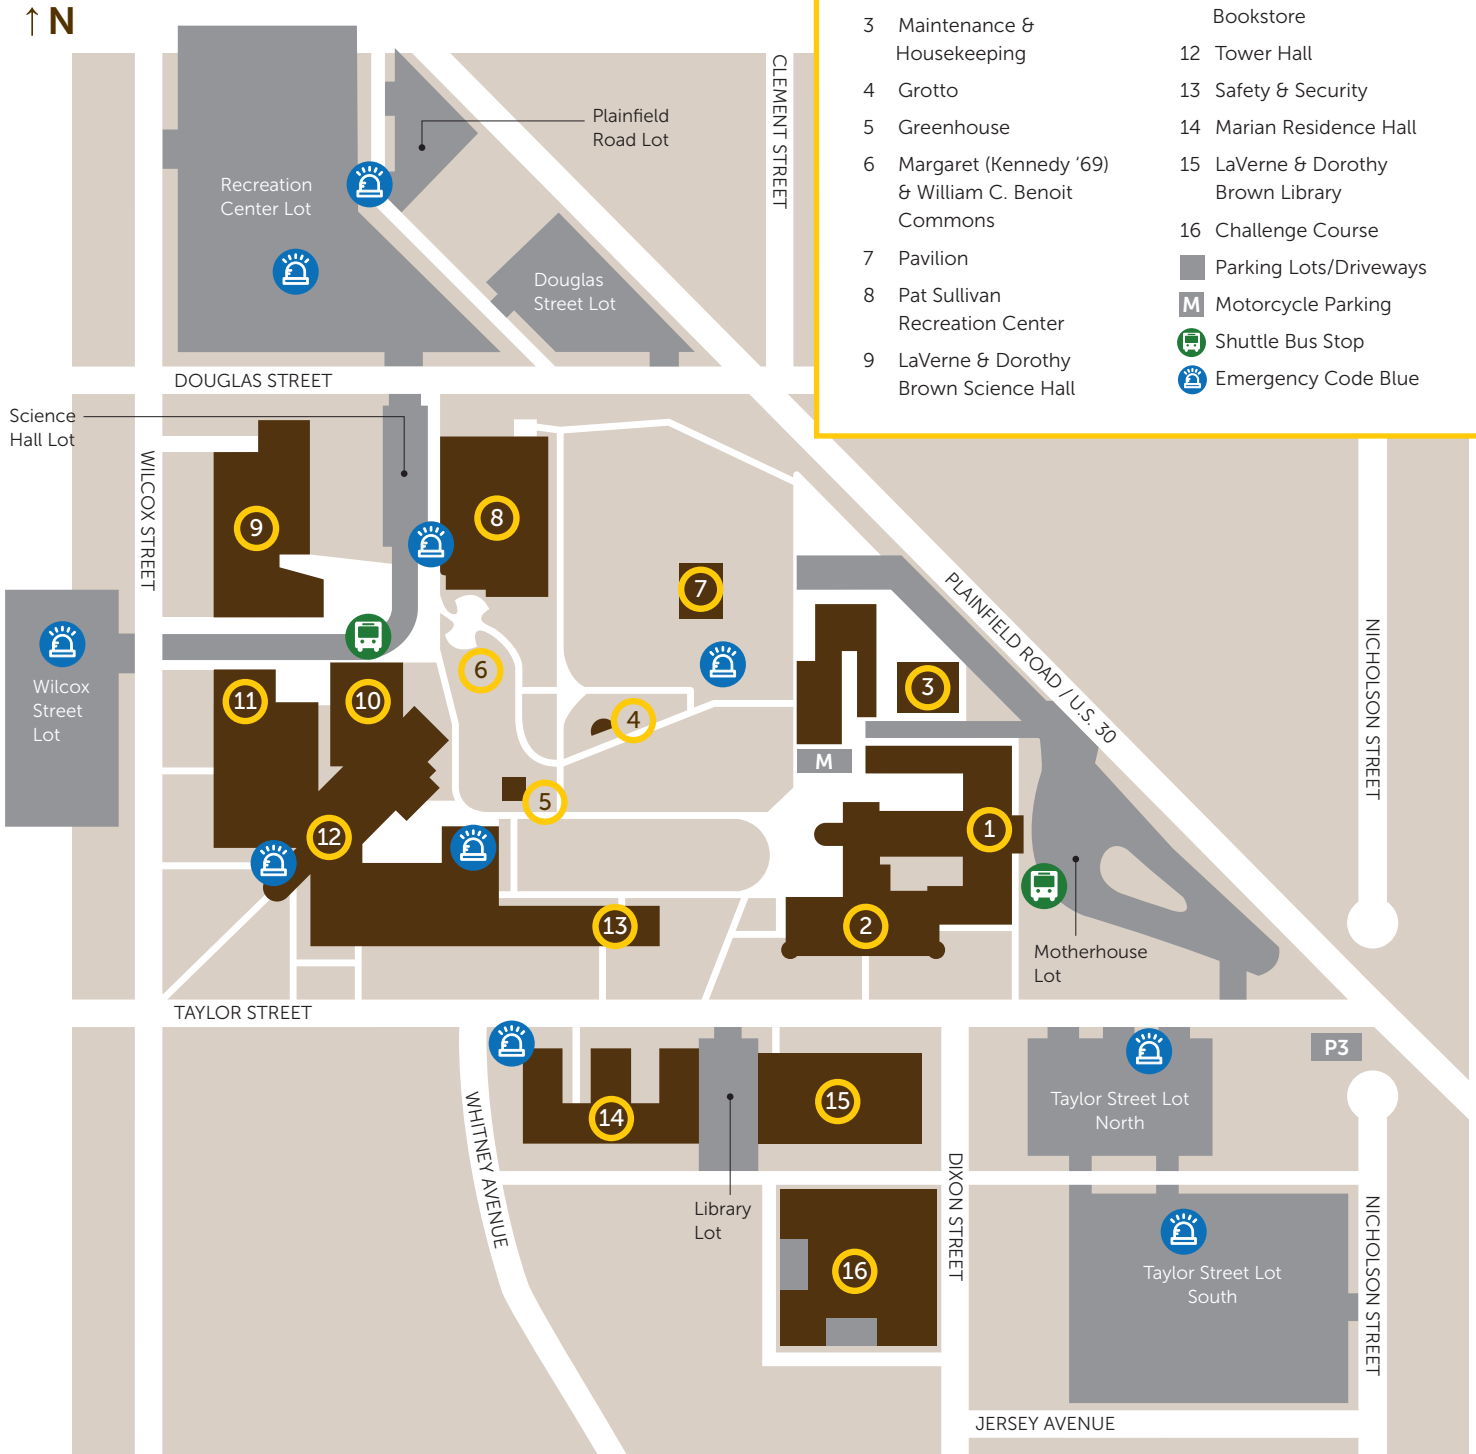 ↑ N
3 Maintenance &
Housekeeping
4 Grotto
5 Greenhouse
6 Margaret (Kennedy ‘69)
& William C. Benoit
Commons
7 Pavilion
8 Pat Sullivan
Recreation Center
9 LaVerne & Dorothy
Brown Science Hall
Bookstore
12 Tower Hall
13 Safety & Security
14 Marian Residence Hall
15 LaVerne & Dorothy
Brown Library
16 Challenge Course
Parking Lots/Driveways
M Motorcycle Parking
Shuttle Bus Stop
Emergency Code Blue
CLEMENT STREET
Plainfield
Road Lot
Recreation
Center Lot
Douglas
Street Lot
DOUGLAS STREET
Science
Hall Lot
WILCOX STREET
9
8
7
PLAINFIELD ROAD / U.S. 30
NICHOLSON STREET
Wilcox
Street
Lot
6
11
10
4
3
M
5
12
1
13
2
Motherhouse
Lot
TAYLOR STREET
P3
WHITNEY AVENUE
14
15
Taylor Street Lot
North
Library
Lot
DIXON STREET
16
Taylor Street Lot
South
NICHOLSON STREET
JERSEY AVENUE